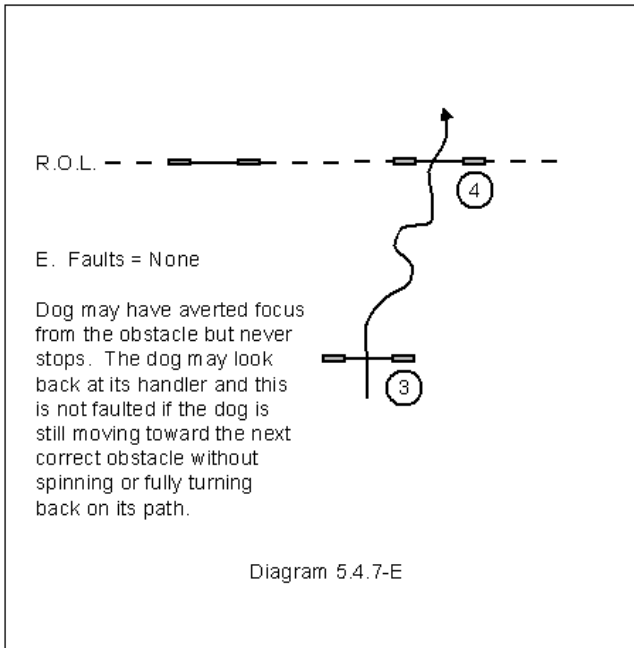 R.O.L.
4
E. Faults = None
Dog may have averted focus
from the obstacle but never
stops. The dog may look
back at its handler and this
is not faulted if the dog is
still moving toward the next
correct obstacle without
spinning or fully turning
back on its path.
3
Diagram 5.4.7-E